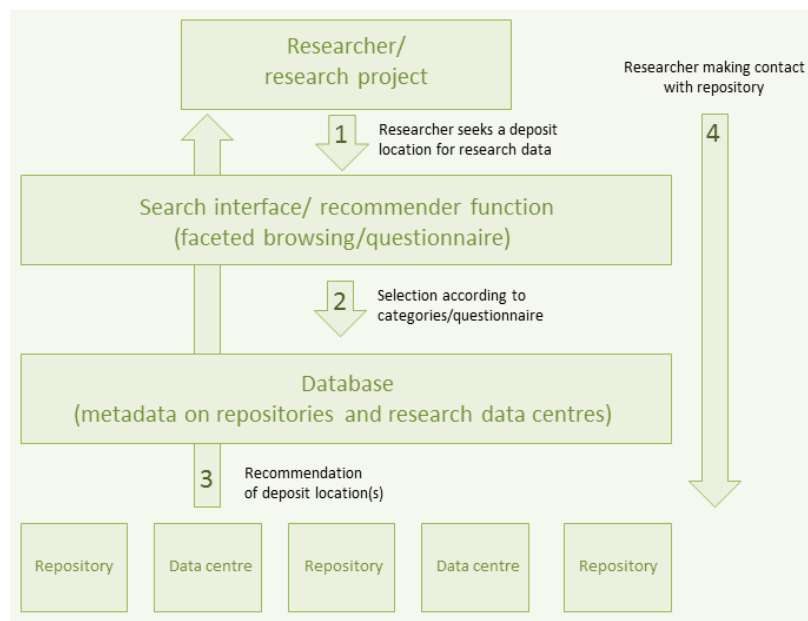 Researcher/
research project
Researcher making contact
with repository
1
Researcher seeks a deposit
location for research data
4
Search interface/ recommender function
(faceted browsing/questionnaire)
2
Selection according to
categories/questionnaire
Database
(metadata on repositories and research data centres)
3
Recommendation
of deposit location(s)
Repository
Data centre
Repository
Data centre
Repository